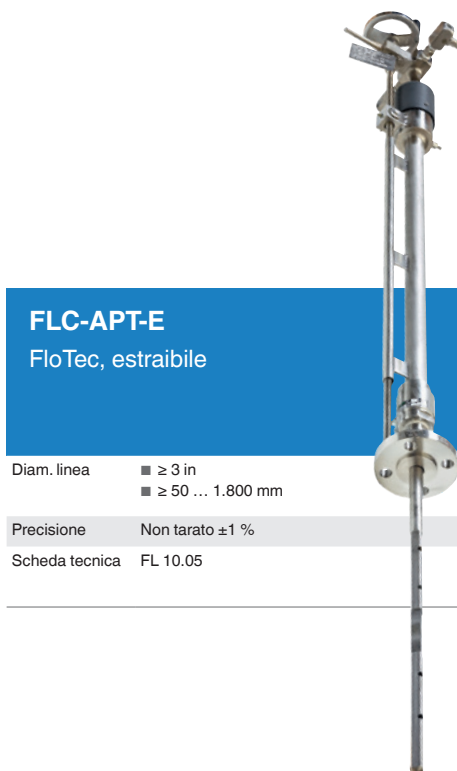 FLC-APT-E
FloTec, estraibile
Diam. linea ■ ≥ 3 in
■ ≥ 50 … 1.800 mm
Precisione Non tarato ±1 %
Scheda tecnica FL 10.05